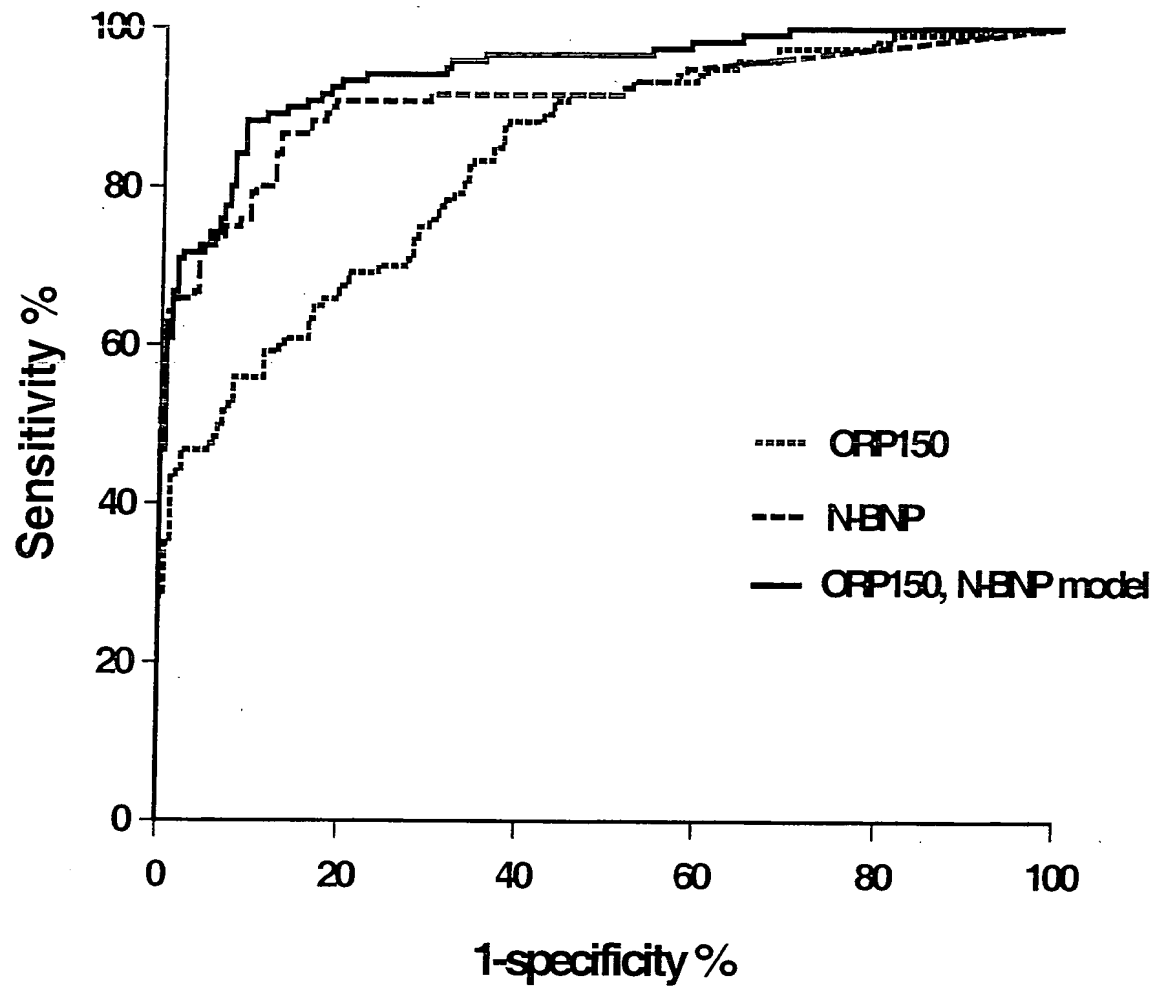 100
80
60
40
20
0
Sensitivity %
ORP150
N-BNP
ORP150, N-BNP model
0 20 40 60 80 100
1-specificity %